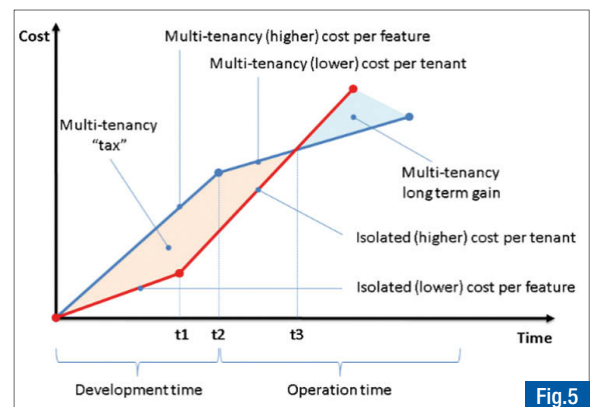 Cost
Multi-tenancy (higher) cost per feature
Multi-tenancy (lower) cost per tenant
Multi-tenancy
“tax”
Multi-tenancy
long term gain
Isolated (higher) cost per tenant
Isolated (lower) cost per feature
t1 t2 t3
Time
Development time Operation time
Fig.5